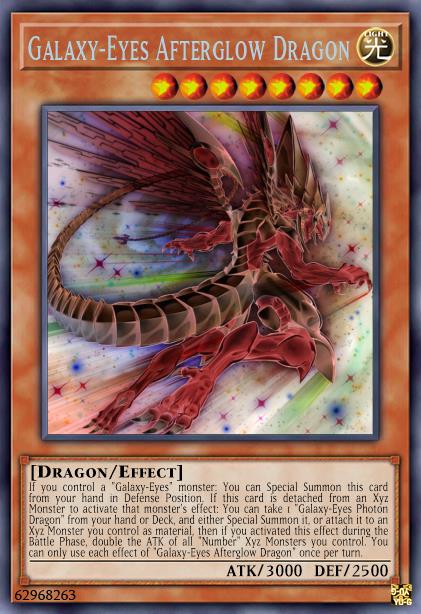 GALAXY-EYES AFTERGLOW DRAGON
LIGHT
光
[DRAGON/EFFECT]
If you control a "Galaxy-Eyes" monster: You can Special Summon this card
from your hand in Defense Position. If this card is detached from an Xyz
Monster to activate that monster's effect: You can take 1 "Galaxy-Eyes Photon
Dragon" from your hand or Deck, and either Special Summon it, or attach it to
an Xyz Monster you control as material, then if you activated this effect during the
Battle Phase, double the ATK of all "Number" Xyz Monsters you control. You
can only use each effect of "Galaxy-Eyes Afterglow Dragon" once per turn.
ATK/3000 DEF/2500
62968263